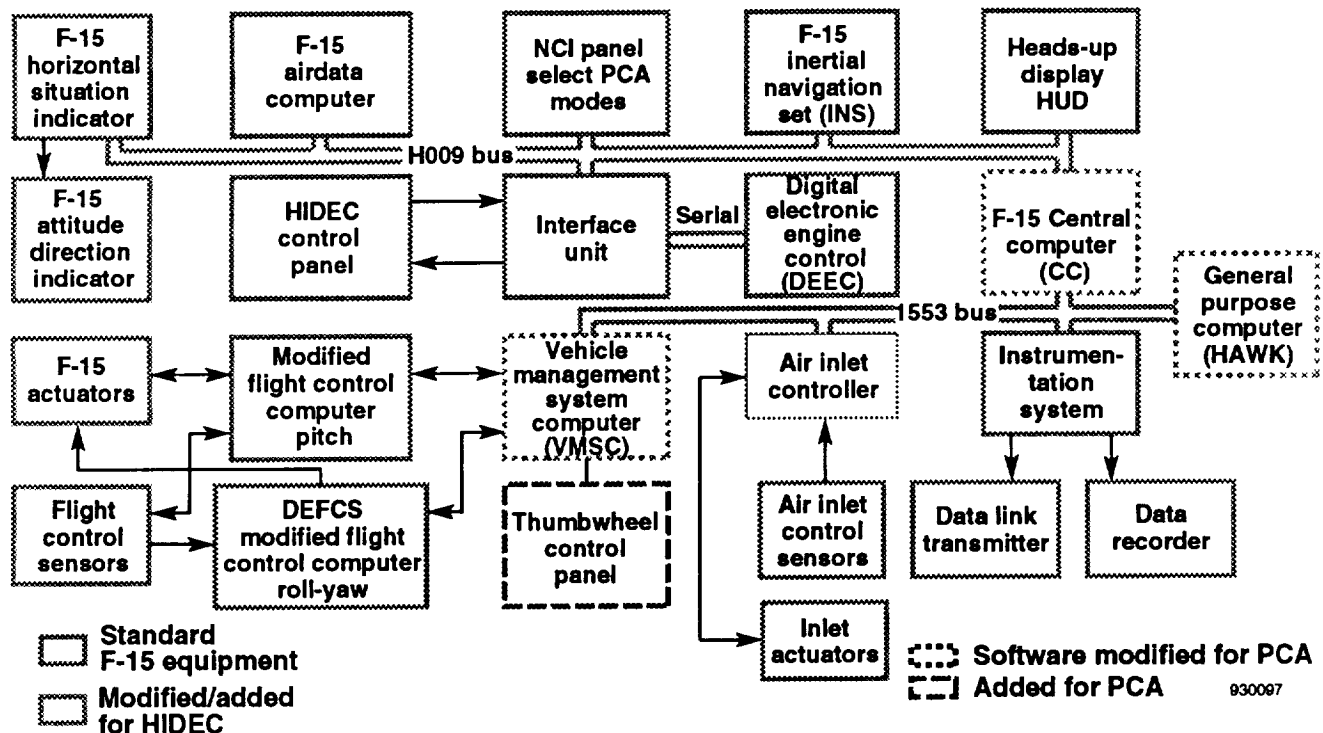 F-15
horizontal
situation
indicator
F-15
airdata
computer
NCI panel
select PCA
modes
F-15
inertial
navigation
set (INS)
Heads-up
display
HUD
H009 bus
F-15
attitude
direction
indicator
HIDEC
control
panel
Interface
unit
Serial
Digital
electronic
engine
control
(DEEC)
F-15 Central
computer
(CC)
General
purpose
computer
(HAWK)
1553 bus
F-15
actuators
Modified
flight control
computer
pitch
Vehicle
management
system
computer
(VMSC)
Air inlet
controller
Instrumen-
tation
system
Flight
control
sensors
DEFCS
modified flight
control computer
roll-yaw
Thumbwheel
control
panel
Air inlet
control
sensors
Data link
transmitter
Data
recorder
Inlet
actuators
Standard
F-15 equipment
Modified/added
for HIDEC
Software modified for PCA
Added for PCA
930097